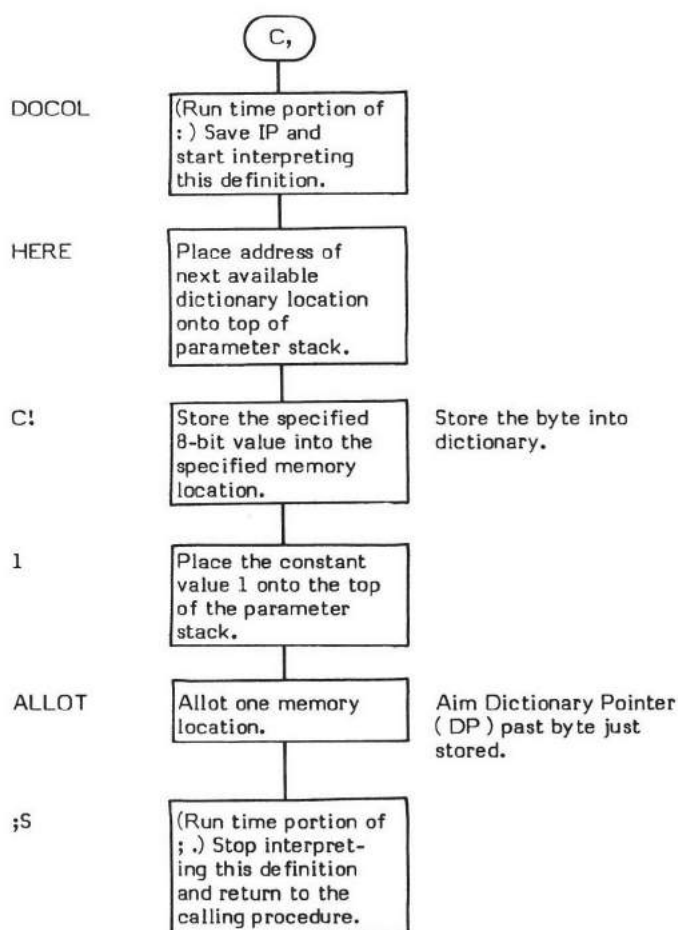 C,
DOCOL
(Run time portion of
: ) Save IP and
start interpreting
this definition.
HERE
Place address of
next available
dictionary location
onto top of
parameter stack.
C!
Store the specified
8-bit value into the
specified memory
location.
Store the byte into
dictionary.
1
Place the constant
value 1 onto the top
of the parameter
stack.
ALLOT
Allot one memory
location.
Aim Dictionary Pointer
( DP ) past byte just
stored.
;S
(Run time portion of
; .) Stop interpret-
ing this definition
and return to the
calling procedure.